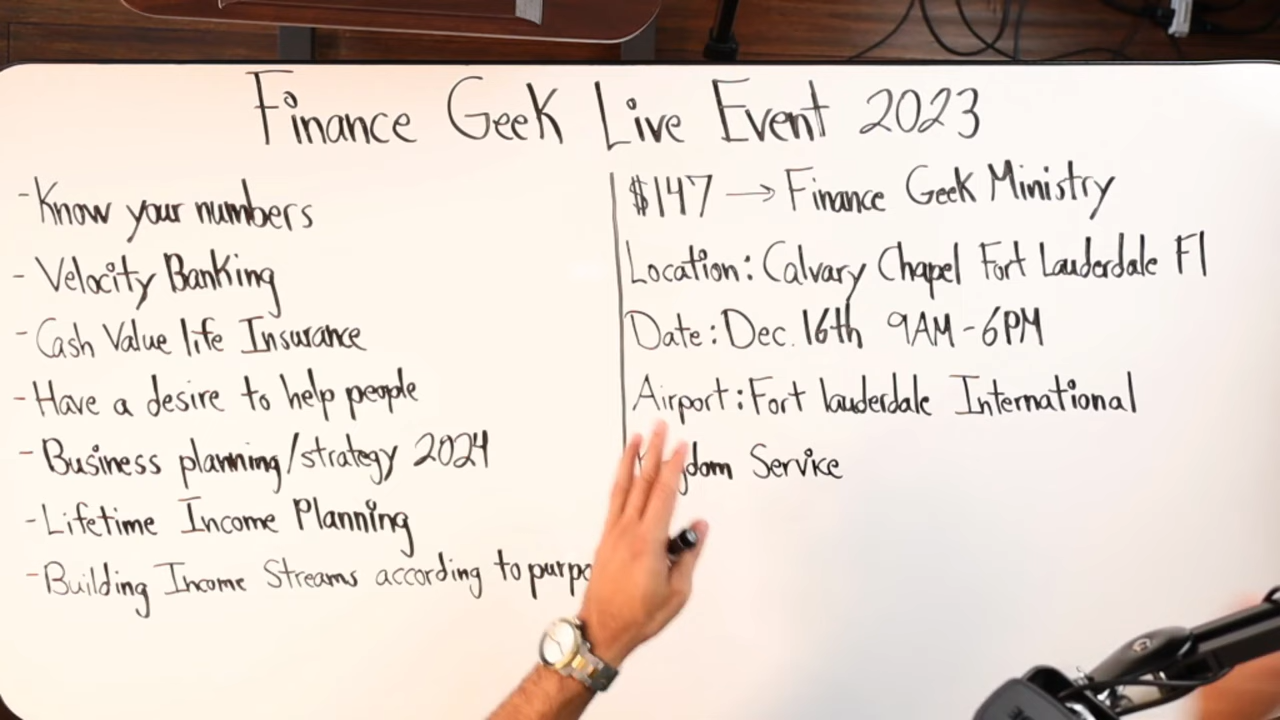 Finance Geek Live Event 2023
-Know your numbers
- Velocity Banking
- Cash Value life Insurance
-Have a desire to help people
- Business planning/strategy 2024
-Lifetime Income Planning
-Building Income Streams according to
$147 → Finance Geek Ministry
Location: Calvary Chapel Fort Lauderdale Fl
Date: Dec. 16th 9AM-6PM
Airport: Fort lauderdale International
Service